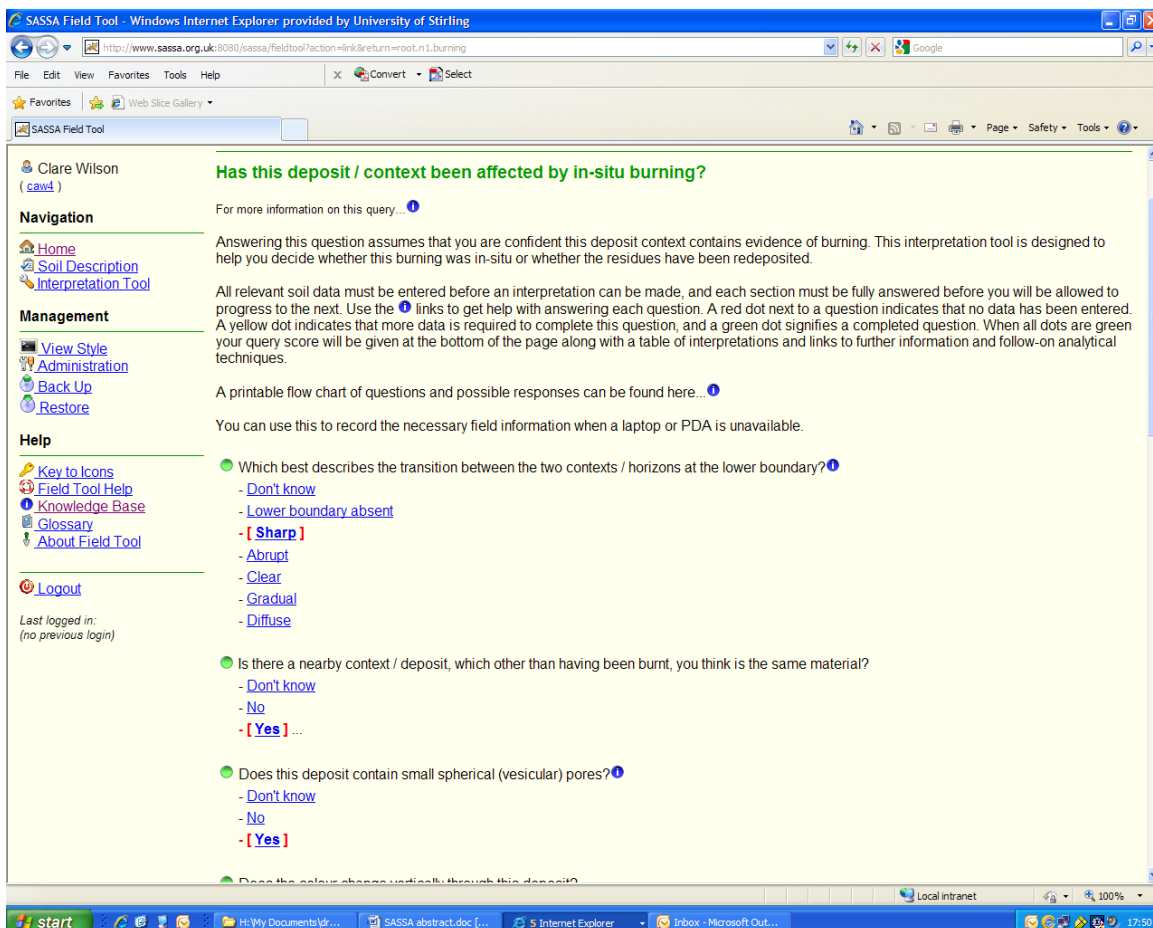 SASSA Field Tool - Windows Internet Explorer provided by University of Stirling
http://www.sassa.org.uk:8080/sassa/fieldtool?action=link&return=root.n1.burning
Google
File Edit View Favorites Tools Help x Convert Select
Favorites Web Slice Gallery
SASSA Field Tool
Page Safety Tools
Clare Wilson
( caw4 )
Navigation
Home
Soil Description
Interpretation Tool
Management
View Style
Administration
Back Up
Restore
Help
Key to Icons
Field Tool Help
Knowledge Base
Glossary
About Field Tool
Logout
Last logged in:
(no previous login)
Has this deposit / context been affected by in-situ burning?
For more information on this query...
Answering this question assumes that you are confident this deposit context contains evidence of burning. This interpretation tool is designed to
help you decide whether this burning was in-situ or whether the residues have been redeposited.
All relevant soil data must be entered before an interpretation can be made, and each section must be fully answered before you will be allowed to
progress to the next. Use the i links to get help with answering each question. A red dot next to a question indicates that no data has been entered.
A yellow dot indicates that more data is required to complete this question, and a green dot signifies a completed question. When all dots are green
your query score will be given at the bottom of the page along with a table of interpretations and links to further information and follow-on analytical
techniques.
A printable flow chart of questions and possible responses can be found here...
You can use this to record the necessary field information when a laptop or PDA is unavailable.
Which best describes the transition between the two contexts / horizons at the lower boundary?
- Don't know
- Lower boundary absent
- [ Sharp ]
- Abrupt
- Clear
- Gradual
- Diffuse
Is there a nearby context / deposit, which other than having been burnt, you think is the same material?
- Don't know
- No
- [ Yes ] ...
Does this deposit contain small spherical (vesicular) pores?
- Don't know
- No
- [ Yes ]
Does the colour change vertically through this deposit?
Local intranet 100%
start H:\My Documents\dr... SASSA abstract.doc [... 5 Internet Explorer Inbox - Microsoft Out... 17:50